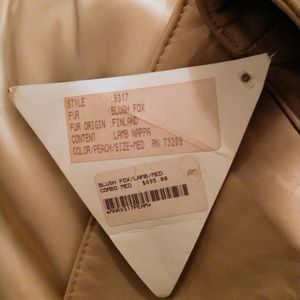 STYLE :9317
FUR :BLUSH FOX
FUR ORIGIN :FINLAND
CONTENT :LAMB NAPPA
COLOR/PEACH/SIZE-MED RN 73203
BLUSH FOX/LAMB/MED
COMBO MED $695.00